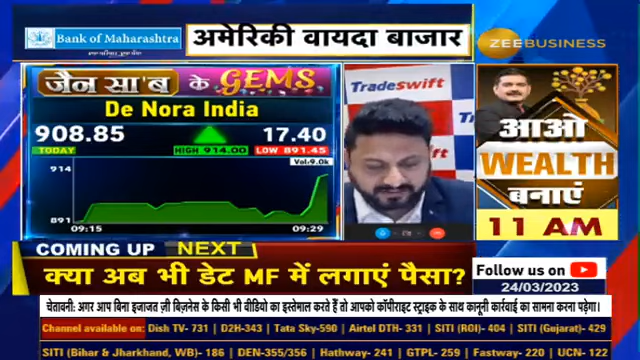 Bank of Maharashtra
अमेरिकी वायदा बाजार
ZEEBUSINESS
जैन सा'ब के GEMS
De Nora India
908.85 17.40
TODAY HIGH 914.00 LOW 891.45
Vol:9.0k
914
891
09:15 09:29
Tradeswift
आओ
WEALTH
बनाएं
11 AM
COMING UP NEXT
क्या अब भी डेट MF में लगाएं पैसा?
Follow us on
24/03/2023
चेतावनी: अगर आप बिना इजाजत ज़ी बिज़नेस के किसी भी वीडियो का इस्तेमाल करते हैं तो आपको कॉपीराइट स्ट्राइक के साथ कानूनी कार्रवाई का सामना करना पड़ेगा।
Channel available on: Dish TV- 731 | D2H-343 | Tata Sky-590 | Airtel DTH- 331 | SITI (ROI) - 404 | SITI (Gujarat) - 429
SITI (Bihar & Jharkhand, WB)- 186 | DEN-355/356 | Hathway-241 | GTPL- 259 | Fastway-220 | UCN-122